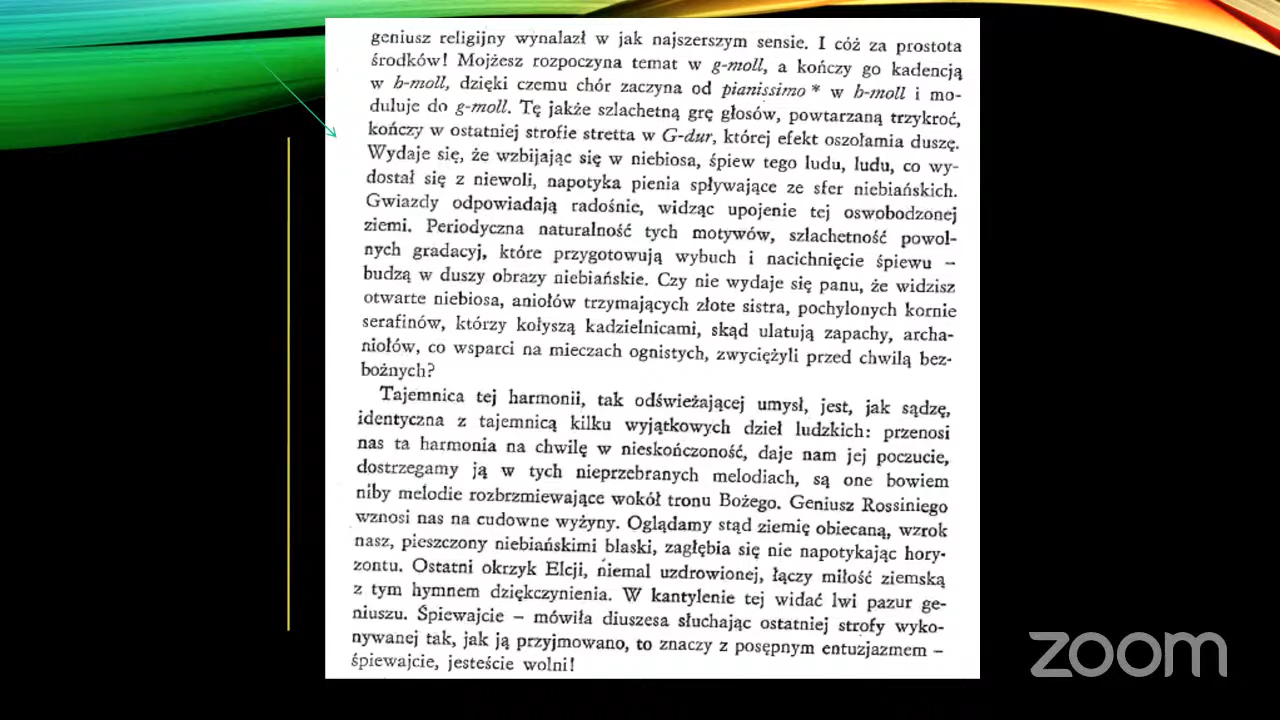 geniusz religijny wynalazł w jak najszerszym sensie. I cóż za prostota
środków! Mojżesz rozpoczyna temat w g-moll, a kończy go kadencją
w h-moll, dzięki czemu chór zaczyna od pianissimo * w h-moll i mo-
duluje do g-moll. Tę jakże szlachetną grę głosów, powtarzaną trzykroć,
kończy w ostatniej strofie stretta w G-dur, której efekt oszołamia duszę.
Wydaje się, że wzbijając się w niebiosa, śpiew tego ludu, ludu, co wy-
dostał się z niewoli, napotyka pienia spływające ze sfer niebiańskich.
Gwiazdy odpowiadają radośnie, widząc upojenie tej oswobodzonej
ziemi. Periodyczna naturalność tych motywów, szlachetność powol-
nych gradacyj, które przygotowują wybuch i nacichnięcie śpiewu –
budzą w duszy obrazy niebiańskie. Czy nie wydaje się panu, że widzisz
otwarte niebiosa, aniołów trzymających złote sistra, pochylonych kornie
serafinów, którzy kołyszą kadzielnicami, skąd ulatują zapachy, archa-
niołów, co wsparci na mieczach ognistych, zwyciężyli przed chwilą bez-
bożnych?
Tajemnica tej harmonii, tak odświeżającej umysł, jest, jak sądzę,
identyczna z tajemnicą kilku wyjątkowych dzieł ludzkich: przenosi
nas ta harmonia na chwilę w nieskończoność, daje nam jej poczucie,
dostrzegamy ją w tych nieprzebranych melodiach, są one bowiem
niby melodie rozbrzmiewające wokół tronu Bożego. Geniusz Rossiniego
wznosi nas na cudowne wyżyny. Oglądamy stąd ziemię obiecaną, wzrok
nasz, pieszczony niebiańskimi blaski, zagłębia się nie napotykając hory-
zontu. Ostatni okrzyk Elcji, niemal uzdrowionej, łączy miłość ziemską
z tym hymnem dziękczynienia. W kantylenie tej widać lwi pazur ge-
niuszu. Śpiewajcie – mówiła diuszesa słuchając ostatniej strofy wyko-
nywanej tak, jak ją przyjmowano, to znaczy z posępnym entuzjazmem –
śpiewajcie, jesteście wolni!
zoom